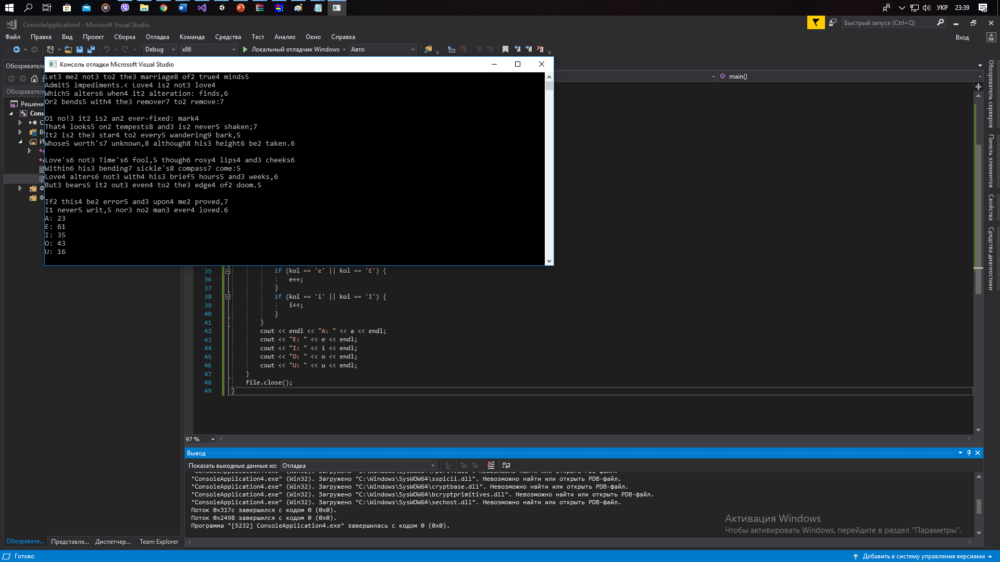 УКР 23:39
ConsoleApplication4 - Microsoft Visual Studio
Быстрый запуск (Ctrl+Q)
Файл Правка Вид Проект Сборка Отладка Команда Средства Тест Анализ Окно Справка
Вход
Debug x86 Локальный отладчик Windows Авто
Консоль отладки Microsoft Visual Studio
main()
Let3 me2 not3 to2 the3 marriage8 of2 true4 minds5
Admit5 impediments.< Love4 is2 not3 love4
Which5 alters6 when4 it2 alteration: finds,6
Or2 bends5 with4 the3 remover7 to2 remove:7
O1 no!3 it2 is2 an2 ever-fixed: mark4
That4 looks5 on2 tempests8 and3 is2 never5 shaken;7
It2 is2 the3 star4 to2 every5 wandering9 bark,5
Whose5 worth's7 unknown,8 although8 his3 height6 be2 taken.6
Love's6 not3 Time's6 fool,5 though6 rosy4 lips4 and3 cheeks6
Within6 his3 bending7 sickle's8 compass7 come:5
Love4 alters6 not3 with4 his3 brief5 hours5 and3 weeks,6
But3 bears5 it2 out3 even4 to2 the3 edge4 of2 doom.5
If2 this4 be2 error5 and3 upon4 me2 proved,7
I1 never5 writ,5 nor3 no2 man3 ever4 loved.6
A: 23
E: 61
I: 35
O: 43
U: 16
35 if (kol == 'e' || kol == 'E') {
36 e++;
37 }
38 if (kol == 'i' || kol == 'I') {
39 i++;
40 }
41 }
42 cout << endl << "A: " << a << endl;
43 cout << "E: " << e << endl;
44 cout << "I: " << i << endl;
45 cout << "O: " << o << endl;
46 cout << "U: " << u << endl;
47 }
48 file.close();
49 }
97 %
Вывод
Показать выходные данные из: Отладка
"ConsoleApplication4.exe" (Win32). Загружено "C:\Windows\SysWOW64\sspicli.dll". Невозможно найти или открыть PDB-файл.
"ConsoleApplication4.exe" (Win32). Загружено "C:\Windows\SysWOW64\cryptbase.dll". Невозможно найти или открыть PDB-файл.
"ConsoleApplication4.exe" (Win32). Загружено "C:\Windows\SysWOW64\bcryptprimitives.dll". Невозможно найти или открыть PDB-файл.
"ConsoleApplication4.exe" (Win32). Загружено "C:\Windows\SysWOW64\sechost.dll". Невозможно найти или открыть PDB-файл.
Поток 0x317c завершился с кодом 0 (0x0).
Поток 0x2498 завершился с кодом 0 (0x0).
Программа "[5232] ConsoleApplication4.exe" завершилась с кодом 0 (0x0).
Активация Windows
Чтобы активировать Windows, перейдите в раздел "Параметры".
Обозревате... Представле... Диспетчер... Team Explorer
Готово
Добавить в систему управления версиями
Обозреватель серверов
Панель элементов
Свойства
Средства диагностики